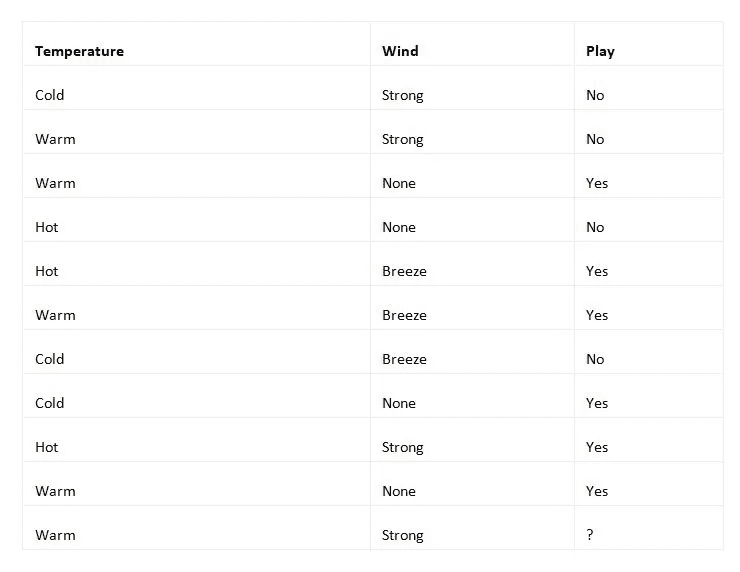 Temperature Wind Play
Cold Strong No
Warm Strong No
Warm None Yes
Hot None No
Hot Breeze Yes
Warm Breeze Yes
Cold Breeze No
Cold None Yes
Hot Strong Yes
Warm None Yes
Warm Strong ?